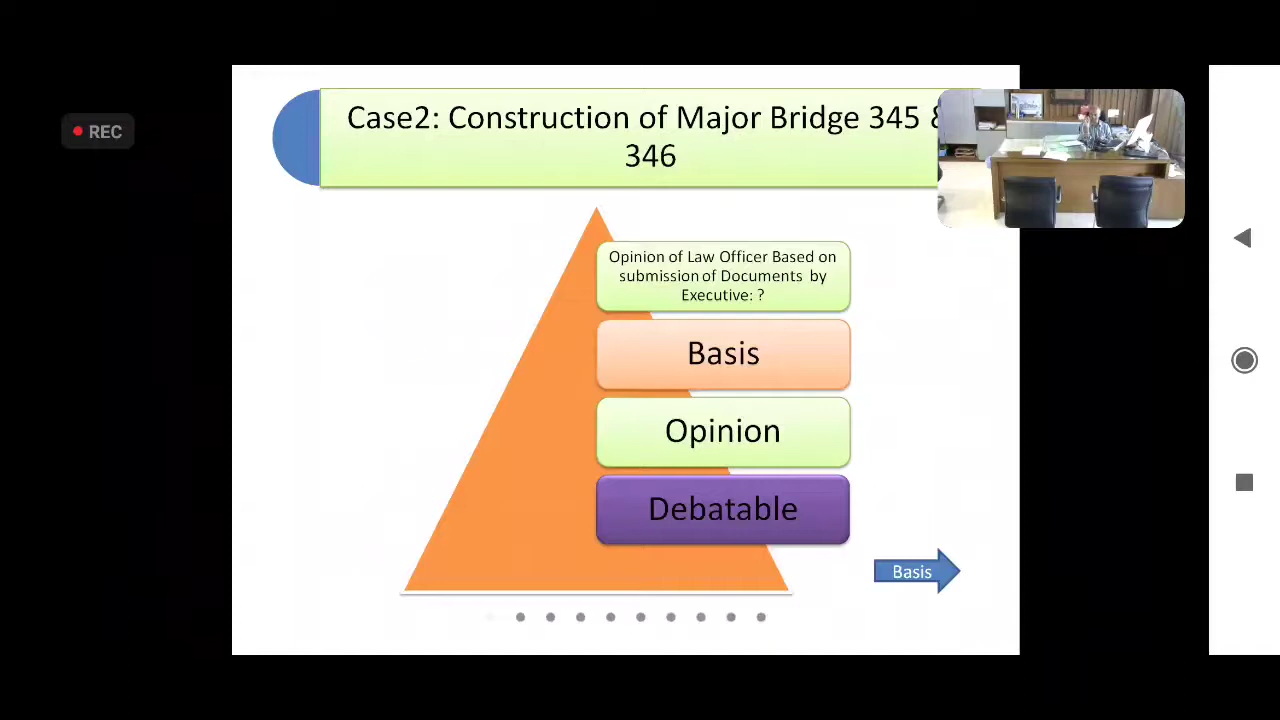 REC
Case2: Construction of Major Bridge 345 &
346
Opinion of Law Officer Based on
submission of Documents by
Executive: ?
Basis
Opinion
Debatable
Basis